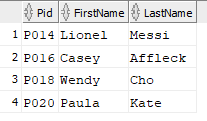 Pid FirstName LastName
1 P014 Lionel Messi
2 P016 Casey Affleck
3 P018 Wendy Cho
4 P020 Paula Kate